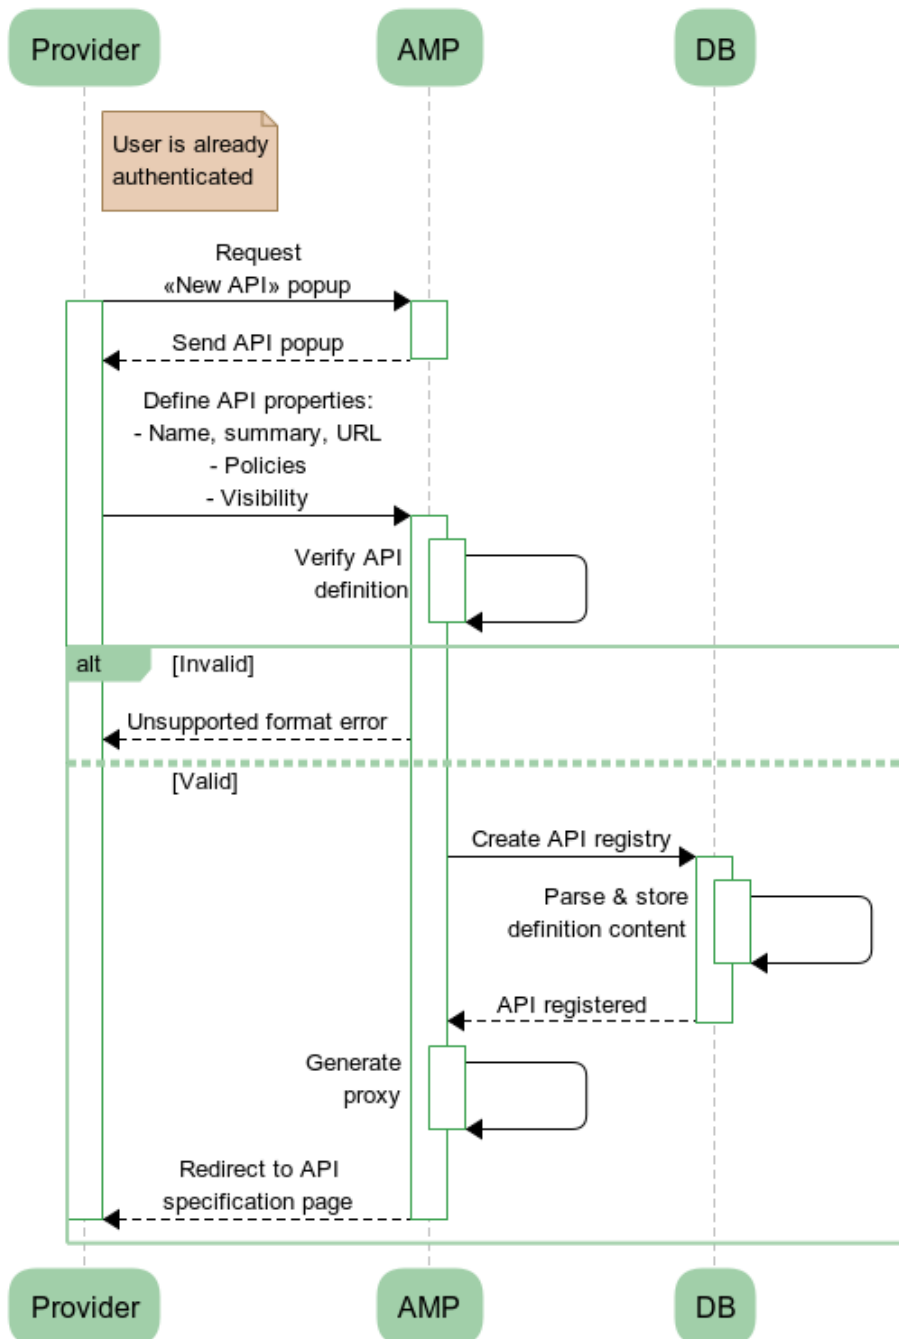 Provider
AMP
DB
User is already
authenticated
Request
«New API» popup
Send API popup
Define API properties:
- Name, summary, URL
- Policies
- Visibility
Verify API
definition
alt
[Invalid]
Unsupported format error
[Valid]
Create API registry
Parse & store
definition content
API registered
Generate
proxy
Redirect to API
specification page
Provider
AMP
DB